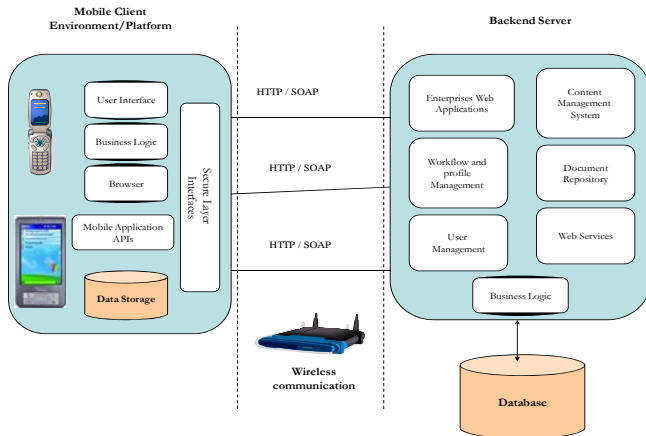 Mobile Client
Environment/Platform
Backend Server
User Interface
Business Logic
Browser
Mobile Application
APIs
Data Storage
Secure Layer
Interfaces
HTTP / SOAP
HTTP / SOAP
HTTP / SOAP
Wireless
communication
Enterprises Web
Applications
Content
Management
System
Workflow and
profile Management
Document
Repository
User
Management
Web Services
Business Logic
Database